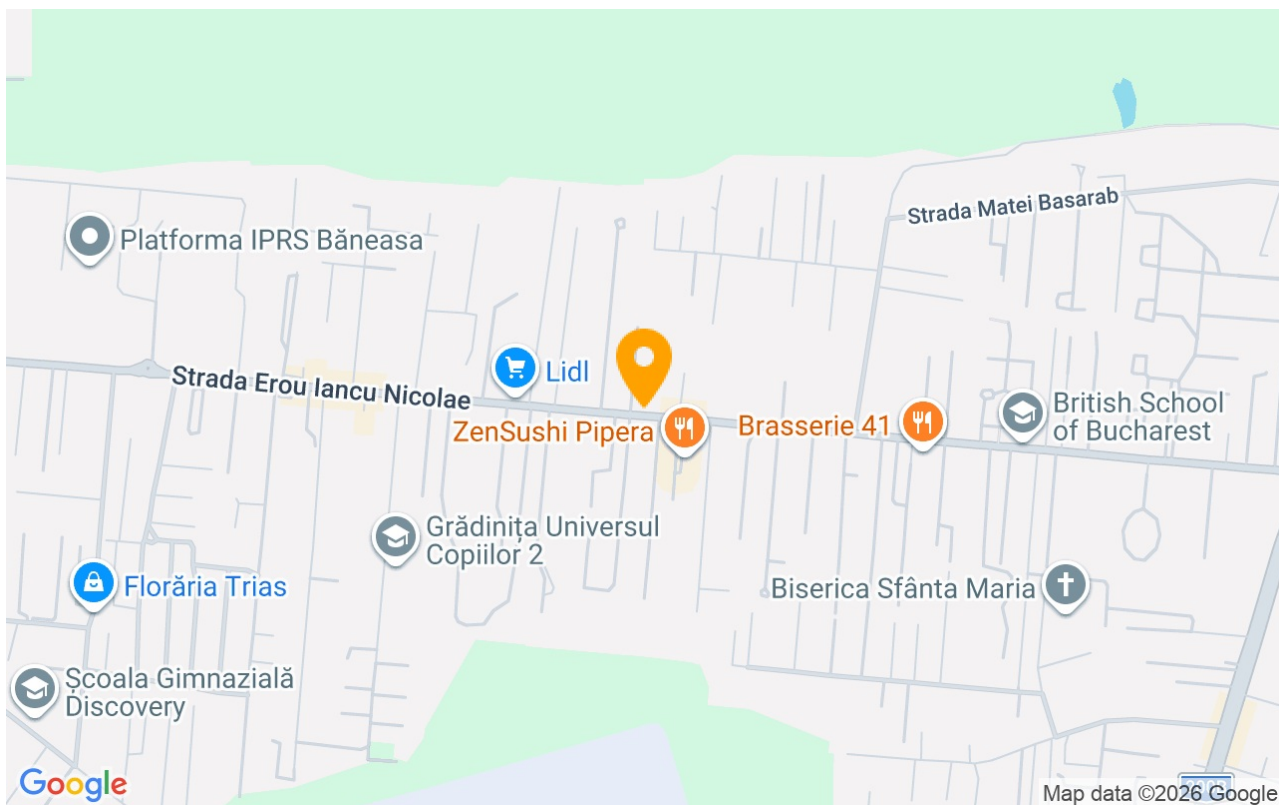 Strada Matei Basarab
Platforma IPRS Băneasa
Strada Erou Iancu Nicolae
Lidl
ZenSushi Pipera
Brasserie 41
British School
of Bucharest
Grădinița Universul
Copiilor 2
Florăria Trias
Biserica Sfânta Maria
Școala Gimnazială
Discovery
Google
Map data ©2026 Google